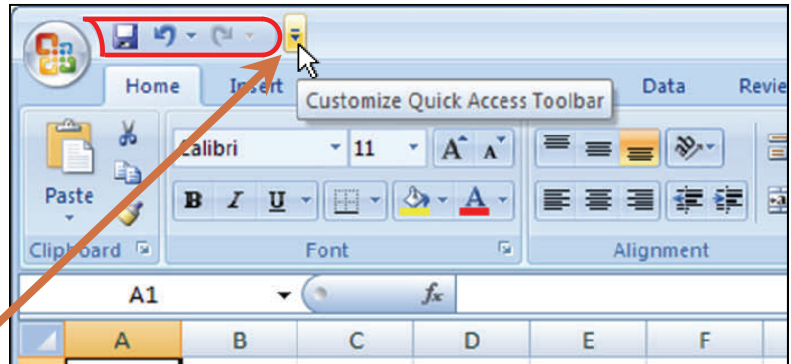 Home Insert Data Revie
Customize Quick Access Toolbar
Calibri 11 A A
Paste B I U A
Clipboard Font Alignment
A1 fx
A B C D E F